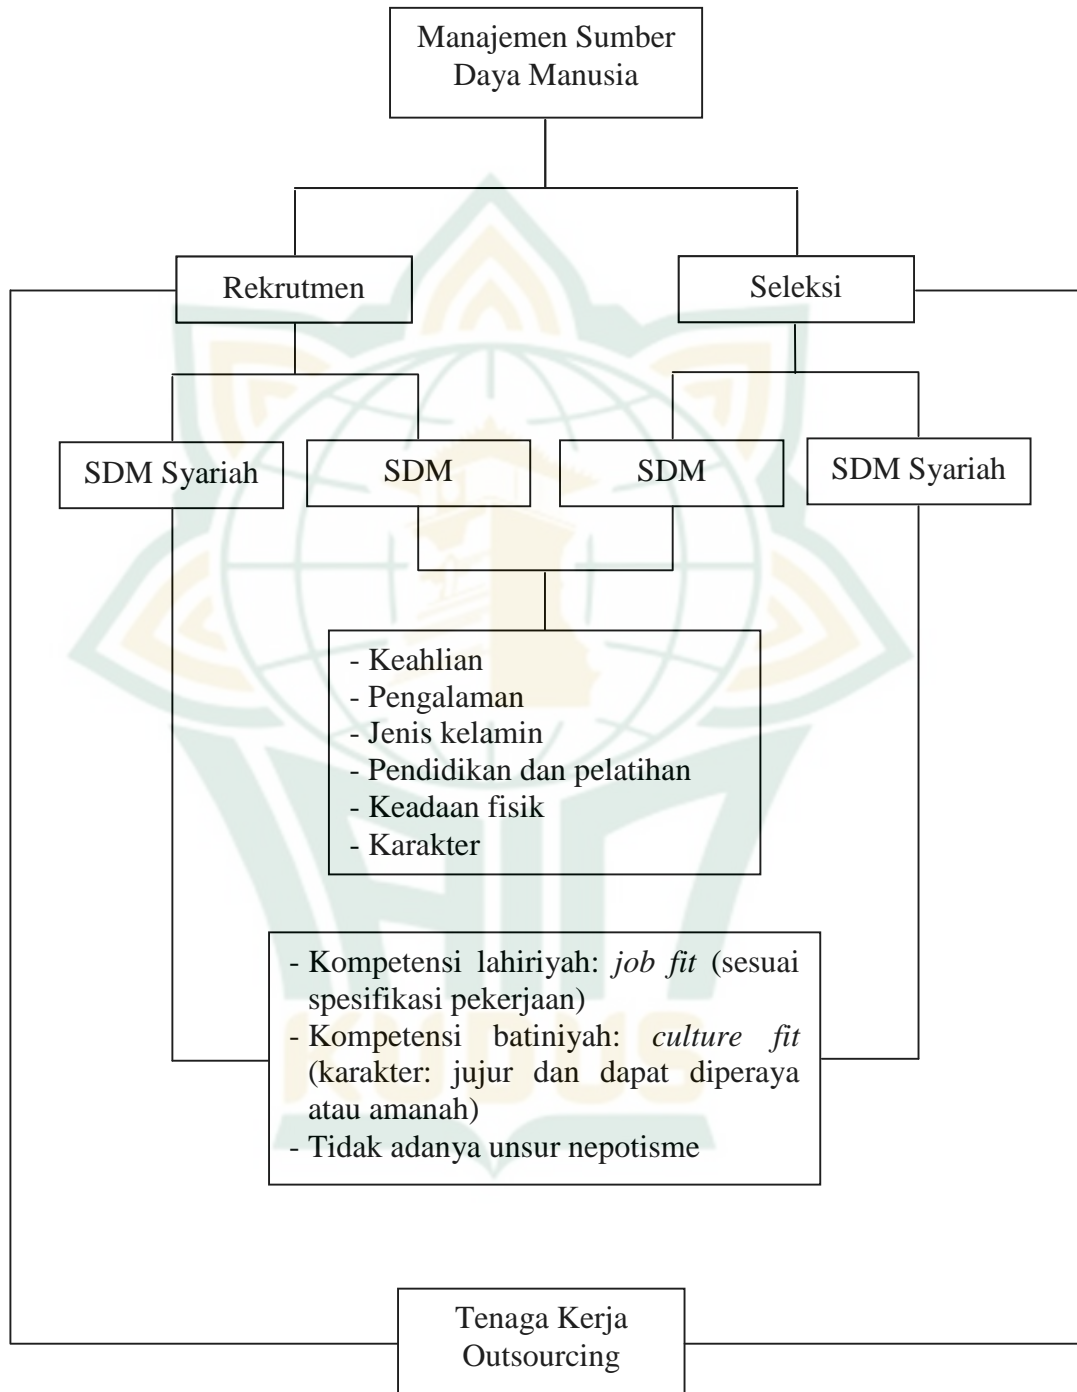 Manajemen Sumber
Daya Manusia
Rekrutmen
Seleksi
SDM Syariah
SDM
SDM
SDM Syariah
- Keahlian
- Pengalaman
- Jenis kelamin
- Pendidikan dan pelatihan
- Keadaan fisik
- Karakter
- Kompetensi lahiriyah: job fit (sesuai
spesifikasi pekerjaan)
- Kompetensi batiniyah: culture fit
(karakter: jujur dan dapat diperaya
atau amanah)
- Tidak adanya unsur nepotisme
KUDUS
Tenaga Kerja
Outsourcing